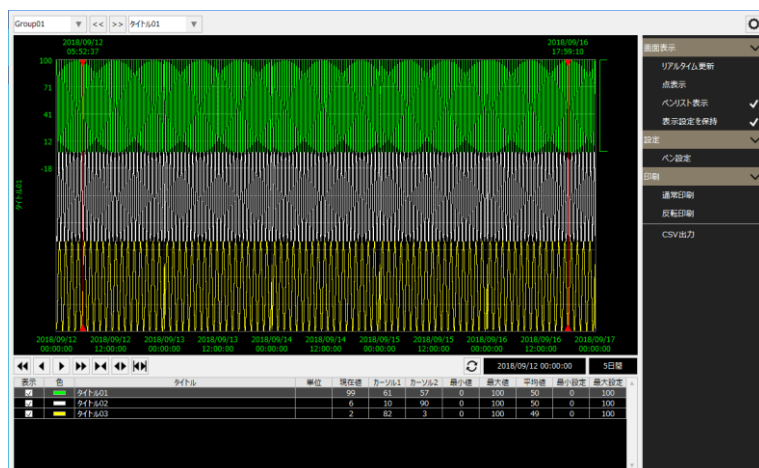 Group01 << >> タイトル01
2018/09/12 2018/09/16
05:52:37 17:59:10
100
71
41
12
-18
タイトル01
2018/09/12 2018/09/12 2018/09/13 2018/09/13 2018/09/14 2018/09/14 2018/09/15 2018/09/15 2018/09/16 2018/09/16 2018/09/17
00:00:00 12:00:00 00:00:00 12:00:00 00:00:00 12:00:00 00:00:00 12:00:00 00:00:00 12:00:00 00:00:00
2018/09/12 00:00:00 5日間
表示 色 タイトル 単位 現在値 カーソル1 カーソル2 最小値 最大値 平均値 最小設定 最大設定
タイトル01 99 61 57 0 100 50 0 100
タイトル02 6 10 90 0 100 50 0 100
タイトル03 2 82 3 0 100 49 0 100
画面表示
リアルタイム更新
点表示
ペンリスト表示
表示設定を保持
設定
ペン設定
印刷
通常印刷
反転印刷
CSV出力